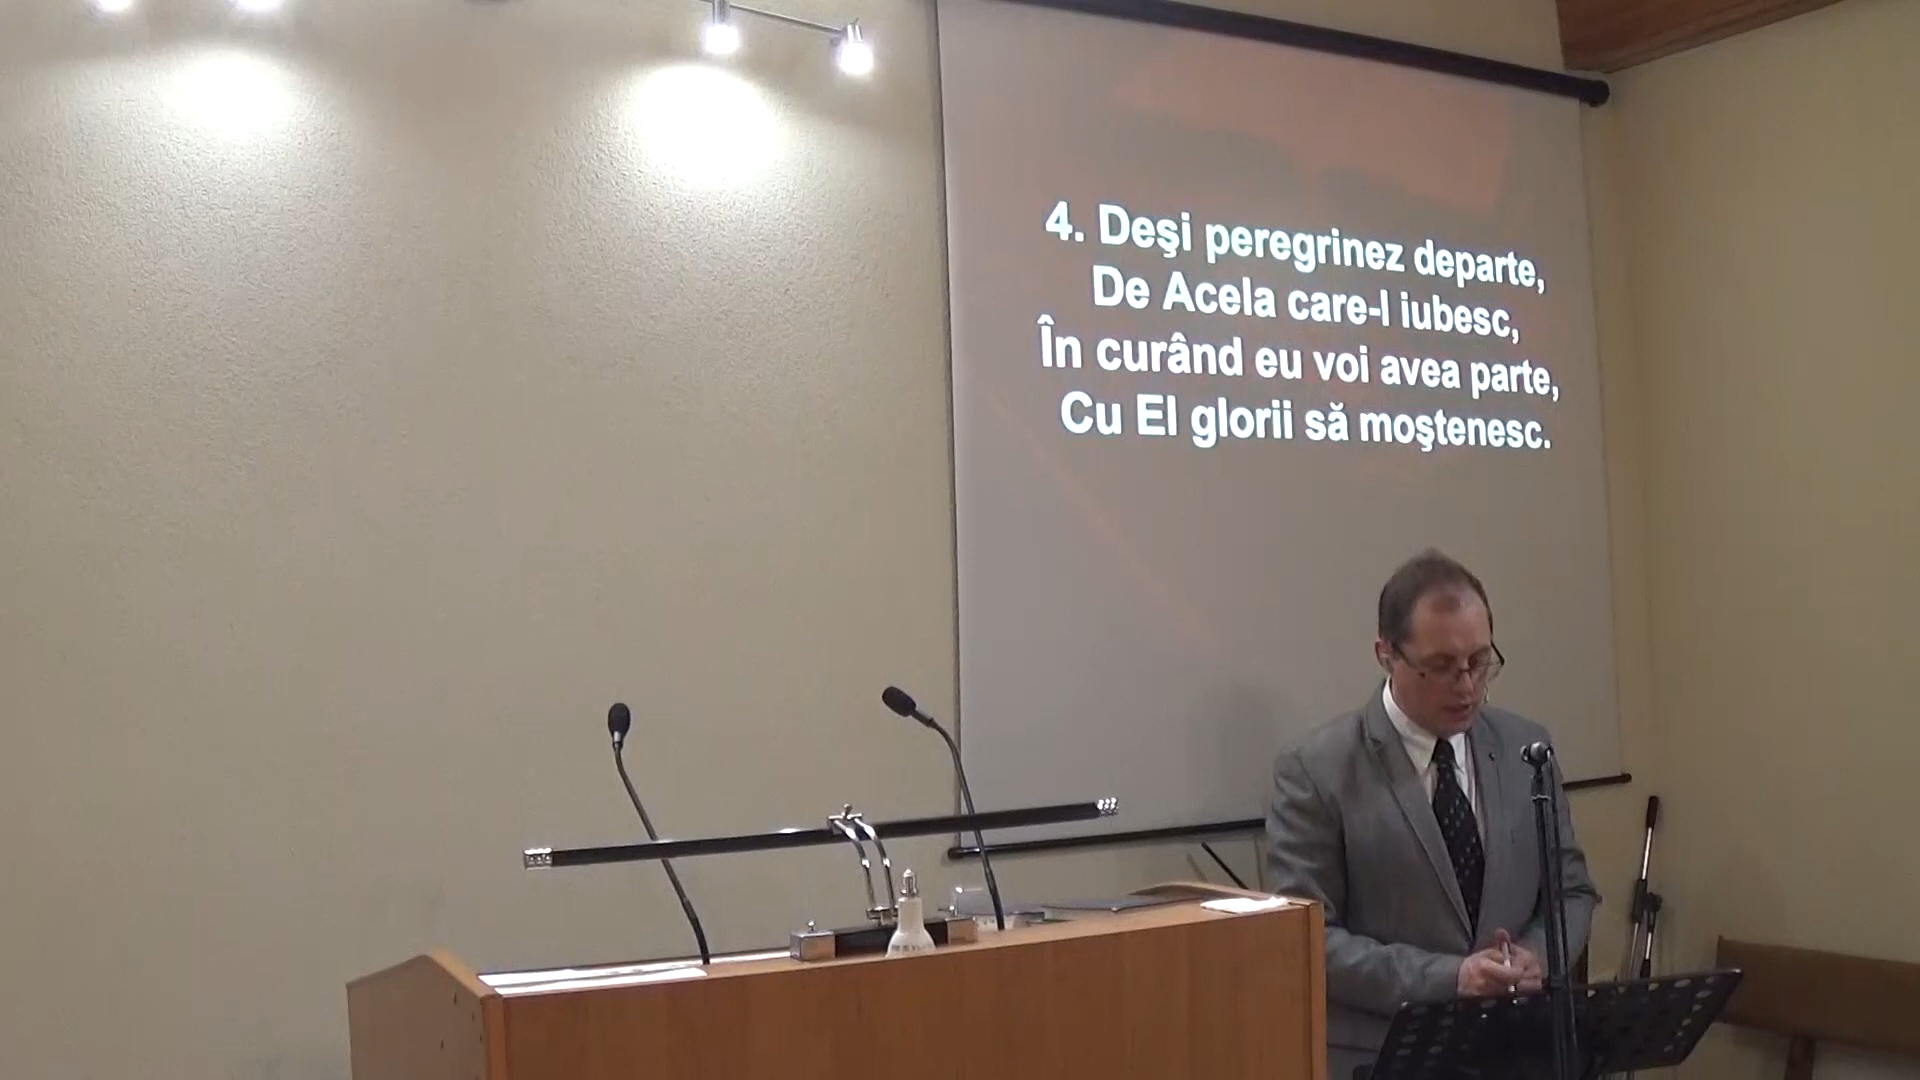 4. Deşi peregrinez departe,
De Acela care-l iubesc,
În curând eu voi avea parte,
Cu El glorii să moştenesc.